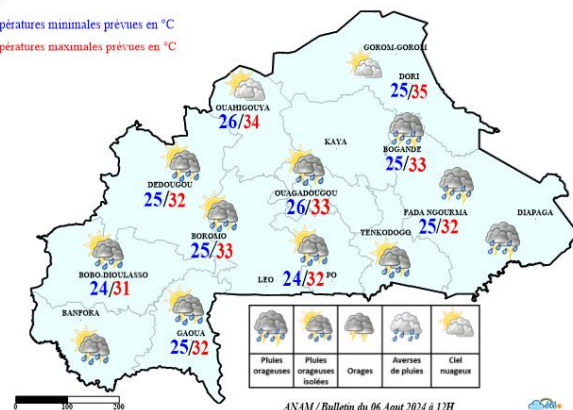 pératures minimales prévues en °C
pératures maximales prévues en °C
GOROM-GOROM
DORI
25/35
OUAHIGOUYA
26/34
KAYA
BOGANDE
25/33
DEDOUGOU
25/32
OUAGADOUGOU
26/33
FADA NGOURMA
25/32
DIAPAGA
BOROMO
25/33
TENKODOGO
BOBO-DIOULASSO
24/31
LEO
24/32
PO
BANFORA
GAOUA
25/32
Pluies orageuses
Pluies orageuses isolées
Orages
Averses de pluies
Ciel nuageux
0 100 200
ANAM / Bulletin du 06 Aout 2024 à 12H